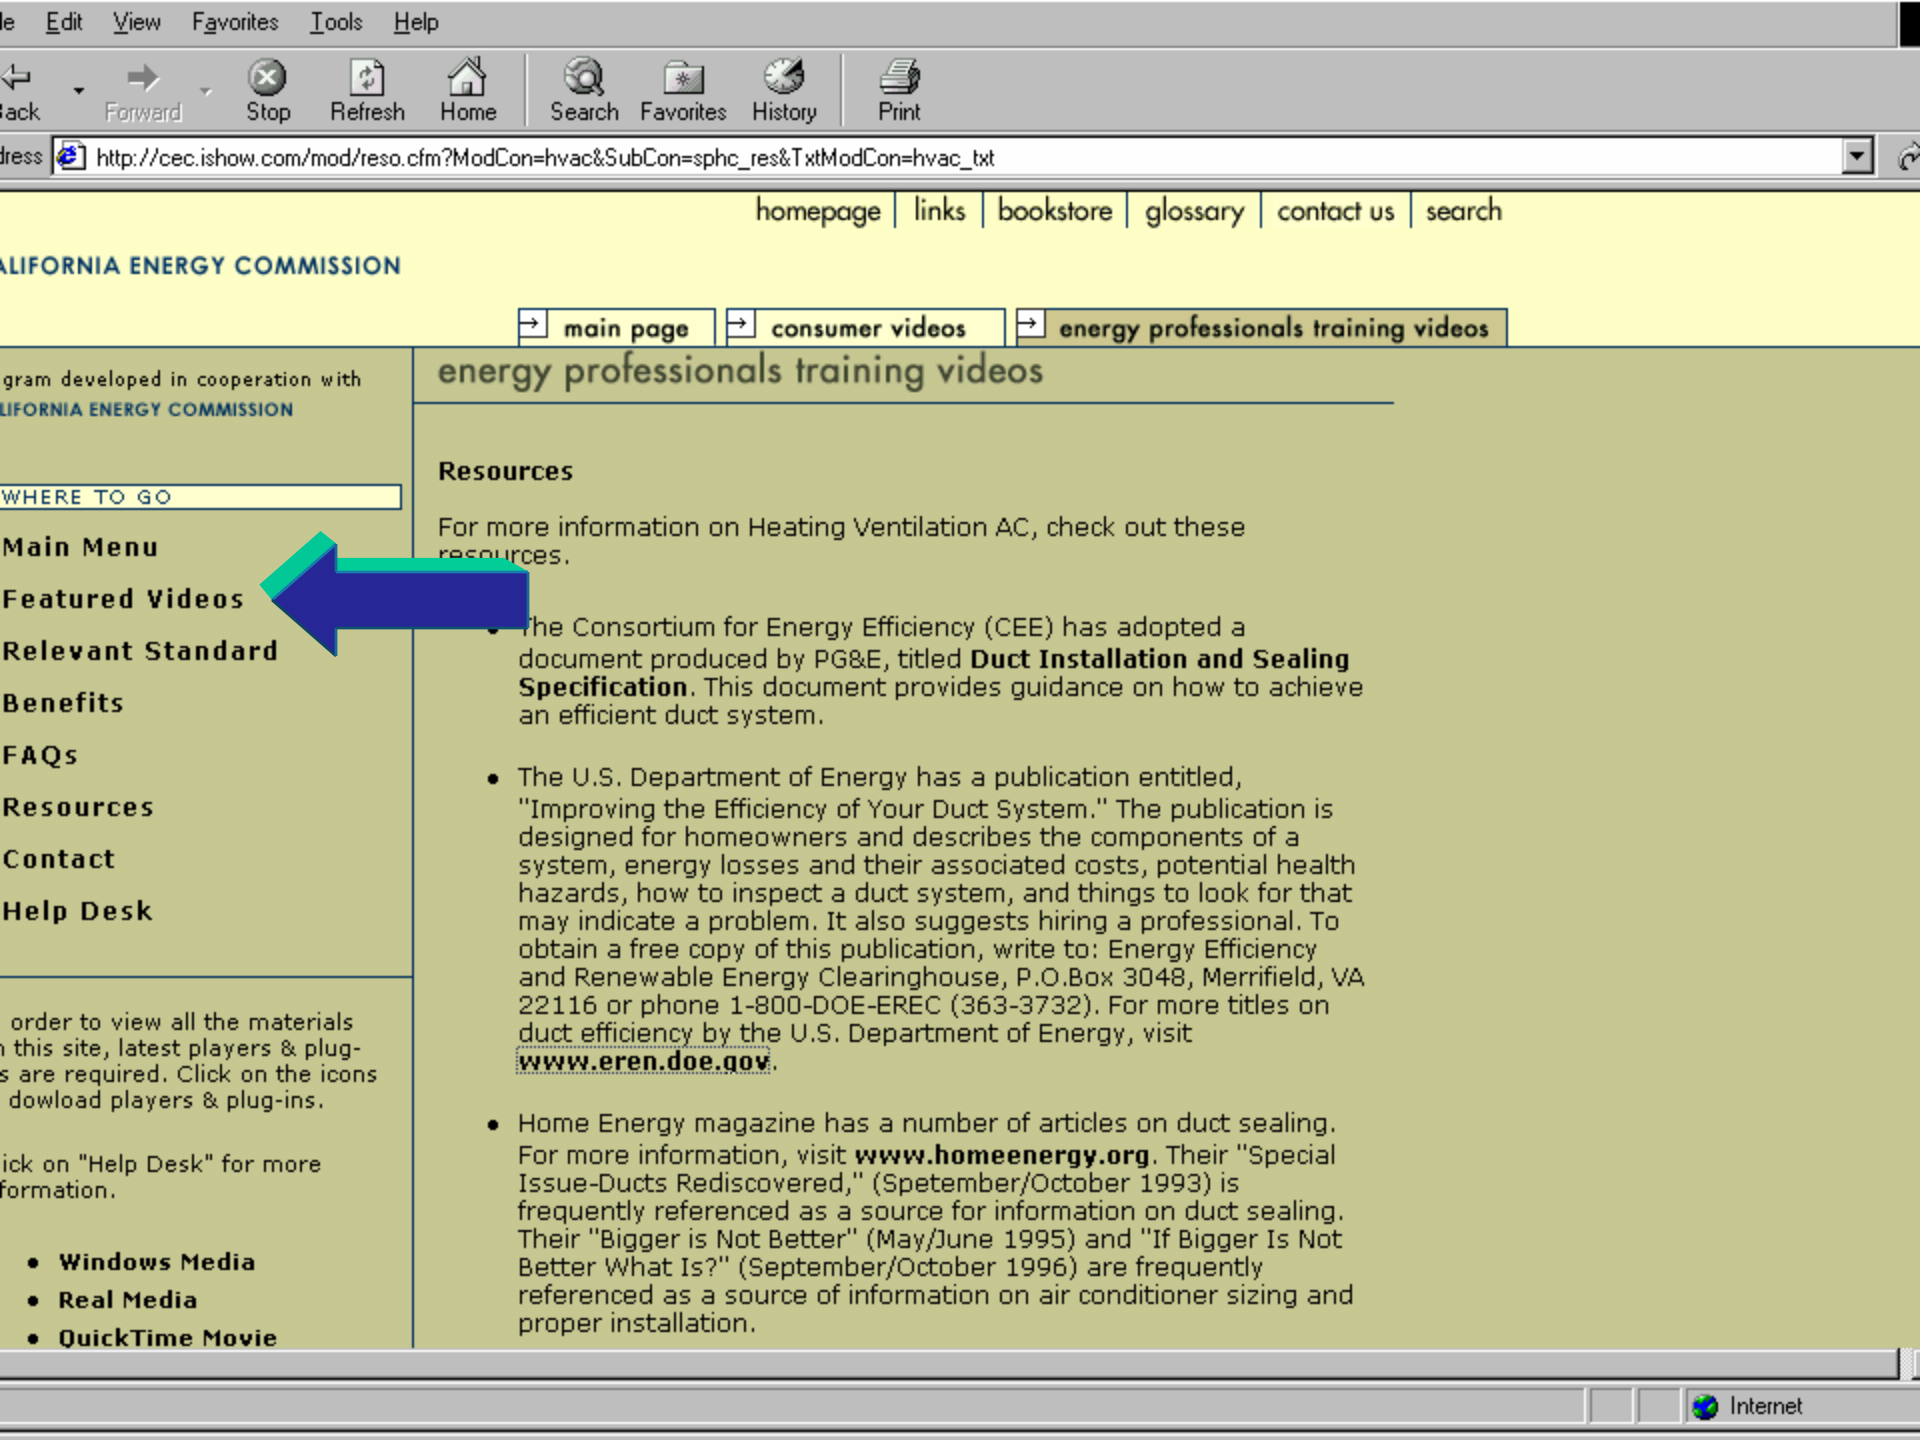 le Edit View Favorites Tools Help
Back Forward Stop Refresh Home Search Favorites History Print
dress http://cec.ishow.com/mod/reso.cfm?ModCon=hvac&SubCon=sphc_res&TxtModCon=hvac_txt
homepage links bookstore glossary contact us search
ALIFORNIA ENERGY COMMISSION
main page consumer videos energy professionals training videos
gram developed in cooperation with
LIFORNIA ENERGY COMMISSION
WHERE TO GO
Main Menu
Featured Videos
Relevant Standard
Benefits
FAQs
Resources
Contact
Help Desk
order to view all the materials
n this site, latest players & plug-
s are required. Click on the icons
dowload players & plug-ins.
ick on "Help Desk" for more
formation.
• Windows Media
• Real Media
• QuickTime Movie
energy professionals training videos
Resources
For more information on Heating Ventilation AC, check out these
resources.
• The Consortium for Energy Efficiency (CEE) has adopted a
document produced by PG&E, titled Duct Installation and Sealing
Specification. This document provides guidance on how to achieve
an efficient duct system.
• The U.S. Department of Energy has a publication entitled,
"Improving the Efficiency of Your Duct System." The publication is
designed for homeowners and describes the components of a
system, energy losses and their associated costs, potential health
hazards, how to inspect a duct system, and things to look for that
may indicate a problem. It also suggests hiring a professional. To
obtain a free copy of this publication, write to: Energy Efficiency
and Renewable Energy Clearinghouse, P.O.Box 3048, Merrifield, VA
22116 or phone 1-800-DOE-EREC (363-3732). For more titles on
duct efficiency by the U.S. Department of Energy, visit
www.eren.doe.gov.
• Home Energy magazine has a number of articles on duct sealing.
For more information, visit www.homeenergy.org. Their "Special
Issue-Ducts Rediscovered," (Spetember/October 1993) is
frequently referenced as a source for information on duct sealing.
Their "Bigger is Not Better" (May/June 1995) and "If Bigger Is Not
Better What Is?" (September/October 1996) are frequently
referenced as a source of information on air conditioner sizing and
proper installation.
Internet